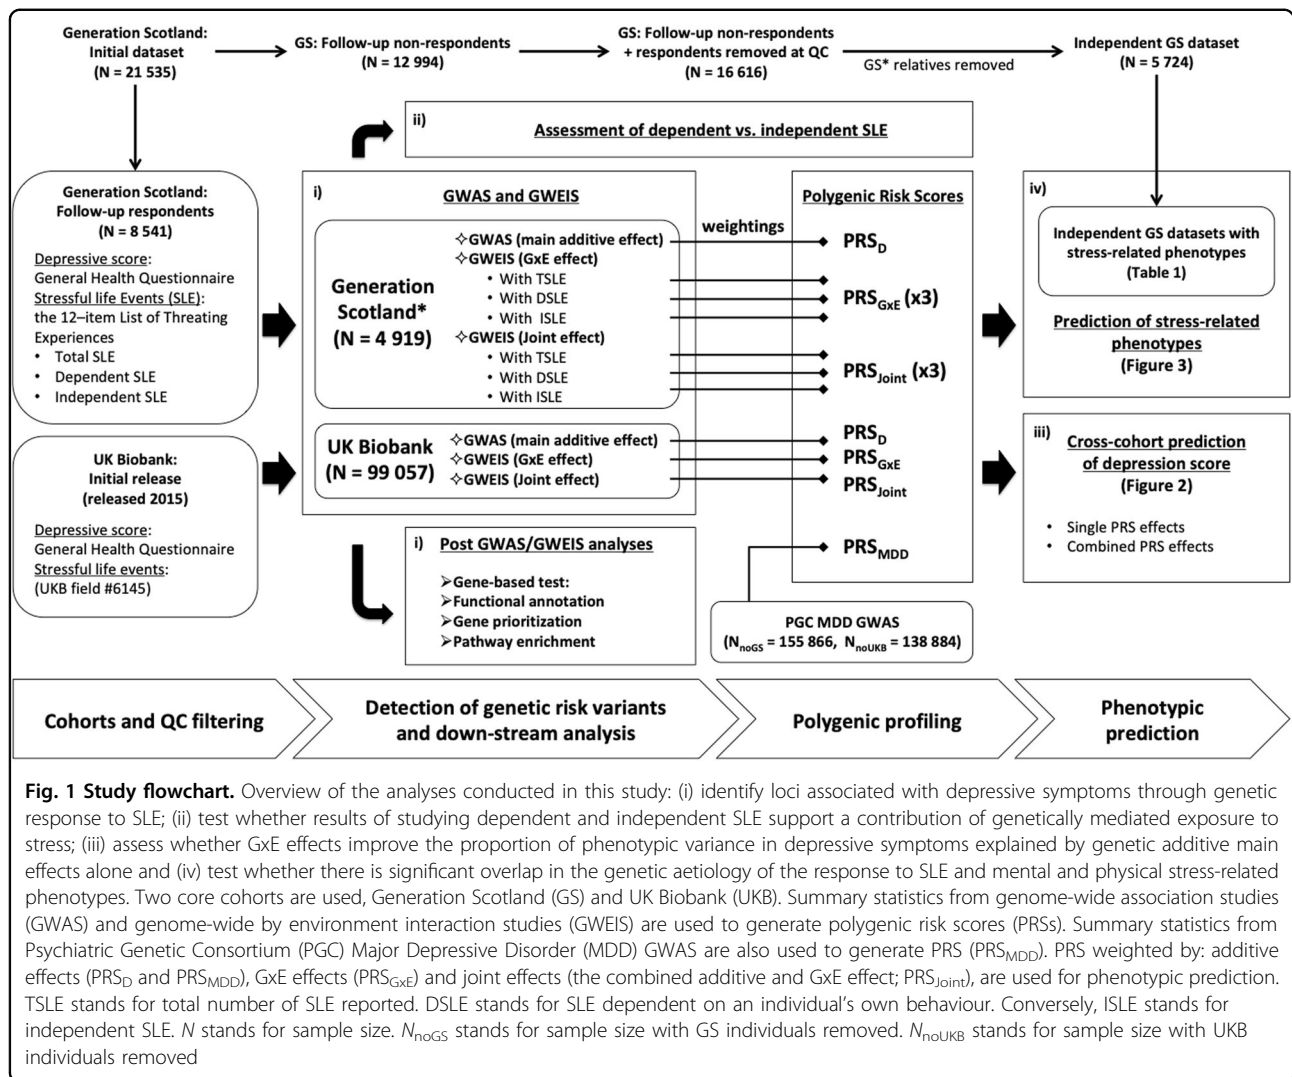 Generation Scotland:
Initial dataset
(N = 21 535)
GS: Follow-up non-respondents
(N = 12 994)
GS: Follow-up non-respondents
+ respondents removed at QC
(N = 16 616)
GS* relatives removed
Independent GS dataset
(N = 5 724)
ii)
Assessment of dependent vs. independent SLE
Generation Scotland:
Follow-up respondents
(N = 8 541)
Depressive score:
General Health Questionnaire
Stressful life Events (SLE):
the 12–item List of Threating
Experiences
• Total SLE
• Dependent SLE
• Independent SLE
UK Biobank:
Initial release
(released 2015)
Depressive score:
General Health Questionnaire
Stressful life events:
(UKB field #6145)
i)
GWAS and GWEIS
Generation
Scotland*
(N = 4 919)
✧GWAS (main additive effect)
✧GWEIS (GxE effect)
• With TSLE
• With DSLE
• With ISLE
✧GWEIS (Joint effect)
• With TSLE
• With DSLE
• With ISLE
UK Biobank
(N = 99 057)
✧GWAS (main additive effect)
✧GWEIS (GxE effect)
✧GWEIS (Joint effect)
weightings
i)
Post GWAS/GWEIS analyses
➢Gene-based test:
➢Functional annotation
➢Gene prioritization
➢Pathway enrichment
Polygenic Risk Scores
PRSD
PRSGxE (x3)
PRSJoint (x3)
PRSD
PRSGxE
PRSJoint
PRSMDD
PGC MDD GWAS
(NnoGS = 155 866, NnoUKB = 138 884)
iv)
Independent GS datasets with
stress-related phenotypes
(Table 1)
Prediction of stress-related
phenotypes
(Figure 3)
iii)
Cross-cohort prediction
of depression score
(Figure 2)
• Single PRS effects
• Combined PRS effects
Cohorts and QC filtering
Detection of genetic risk variants
and down-stream analysis
Polygenic profiling
Phenotypic
prediction
Fig. 1 Study flowchart. Overview of the analyses conducted in this study: (i) identify loci associated with depressive symptoms through genetic
response to SLE; (ii) test whether results of studying dependent and independent SLE support a contribution of genetically mediated exposure to
stress; (iii) assess whether GxE effects improve the proportion of phenotypic variance in depressive symptoms explained by genetic additive main
effects alone and (iv) test whether there is significant overlap in the genetic aetiology of the response to SLE and mental and physical stress-related
phenotypes. Two core cohorts are used, Generation Scotland (GS) and UK Biobank (UKB). Summary statistics from genome-wide association studies
(GWAS) and genome-wide by environment interaction studies (GWEIS) are used to generate polygenic risk scores (PRSs). Summary statistics from
Psychiatric Genetic Consortium (PGC) Major Depressive Disorder (MDD) GWAS are also used to generate PRS (PRSMDD). PRS weighted by: additive
effects (PRSD and PRSMDD), GxE effects (PRSGxE) and joint effects (the combined additive and GxE effect; PRSJoint), are used for phenotypic prediction.
TSLE stands for total number of SLE reported. DSLE stands for SLE dependent on an individual's own behaviour. Conversely, ISLE stands for
independent SLE. N stands for sample size. NnoGS stands for sample size with GS individuals removed. NnoUKB stands for sample size with UKB
individuals removed